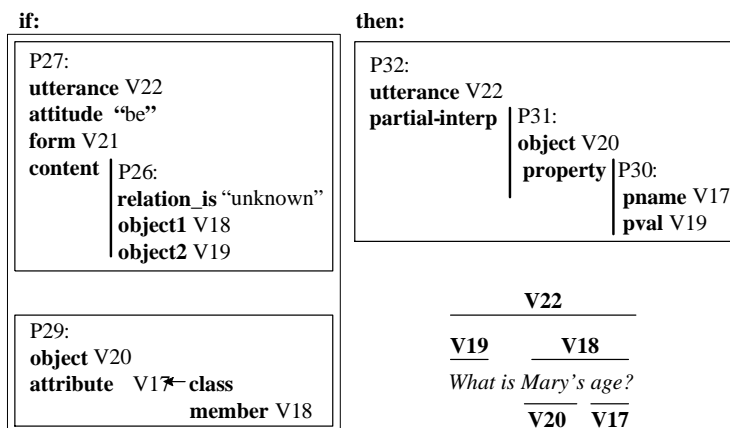 if:
P27:
utterance V22
attitude “be”
form V21
content P26:
relation_is “unknown”
object1 V18
object2 V19
P29:
object V20
attribute V17 class
member V18
then:
P32:
utterance V22
partial-interp P31:
object V20
property P30:
pname V17
pval V19
V22
V19 V18
What is Mary’s age?
V20 V17